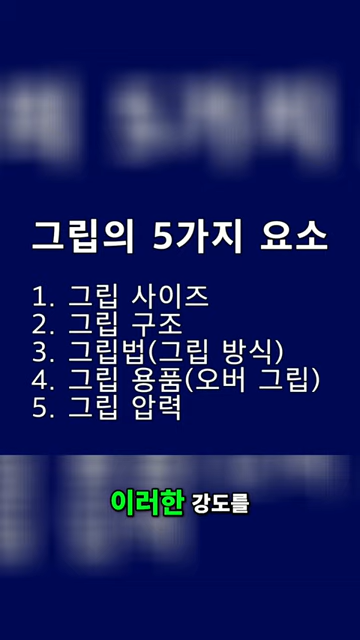 그립의 5가지 요소
1. 그립 사이즈
2. 그립 구조
3. 그립법(그립 방식)
4. 그립 용품(오버 그립)
5. 그립 압력
이러한 강도를